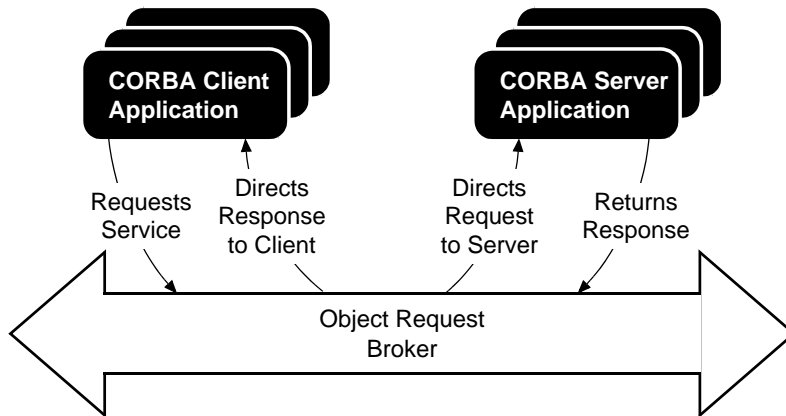 CORBA Client
Application
CORBA Server
Application
Requests
Service
Directs
Response
to Client
Directs
Request
to Server
Returns
Response
Object Request
Broker